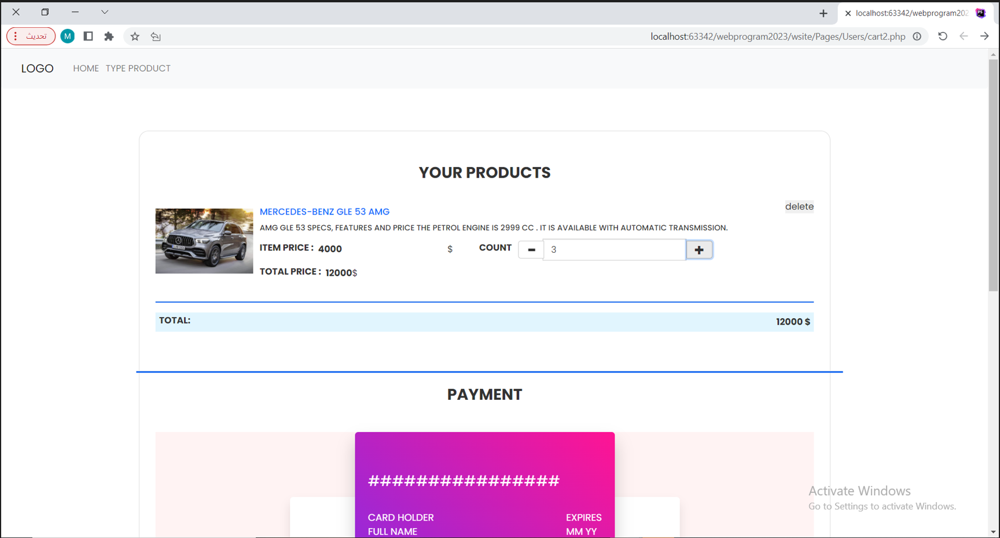 localhost:63342/webprogram202
تحديث
M
localhost:63342/webprogram2023/wsite/Pages/Users/cart2.php
LOGO HOME TYPE PRODUCT
YOUR PRODUCTS
delete
MERCEDES-BENZ GLE 53 AMG
AMG GLE 53 SPECS, FEATURES AND PRICE THE PETROL ENGINE IS 2999 CC . IT IS AVAILABLE WITH AUTOMATIC TRANSMISSION.
ITEM PRICE : 4000 $ COUNT - 3 +
TOTAL PRICE : 12000$
TOTAL: 12000 $
PAYMENT
################
CARD HOLDER EXPIRES
FULL NAME MM YY
Activate Windows
Go to Settings to activate Windows.